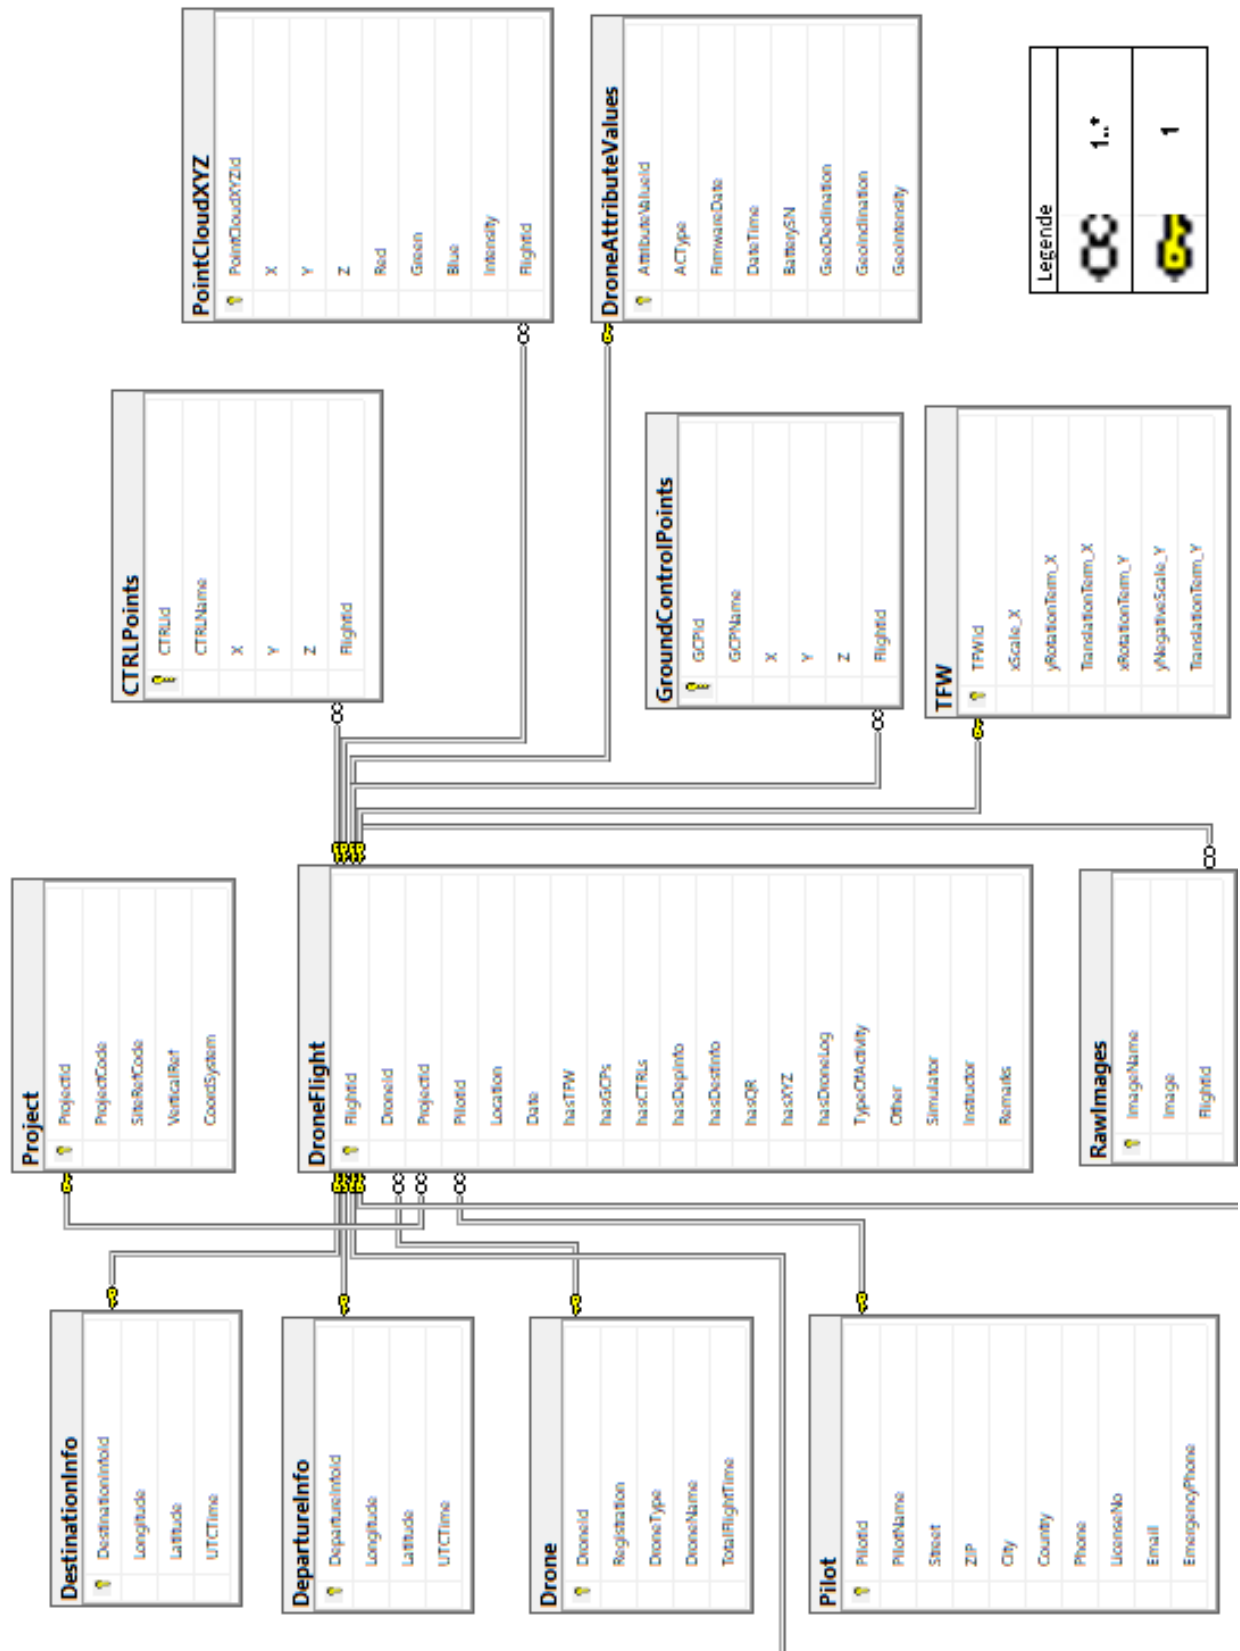 DestinationInfo
DestinationInfoId
Longitude
Latitude
UTCTime
DepartureInfo
DepartureInfoId
Longitude
Latitude
UTCTime
Drone
DroneId
Registration
DroneType
DroneName
TotalFlightTime
Pilot
PilotId
PilotName
Street
ZIP
City
Country
Phone
LicenseNo
Email
EmergencyPhone
Project
ProjectId
ProjectCode
SiteRefCode
VerticalRef
CoordSystem
DroneFlight
FlightId
DroneId
ProjectId
PilotId
Location
Date
hasTFW
hasGCPs
hasCTRLs
hasDepInfo
hasDestInfo
hasQR
hasXYZ
hasDroneLog
TypeOfActivity
Other
Simulator
Instructor
Remarks
RawImages
ImageName
Image
FlightId
CTRLPoints
CTRLId
CTRLName
X
Y
Z
FlightId
GroundControlPoints
GCPId
GCPName
X
Y
Z
FlightId
TFW
TFWId
xScale_X
yRotationTerm_X
TranslationTerm_X
xRotationTerm_Y
yNegativeScale_Y
TranslationTerm_Y
PointCloudXYZ
PointCloudXYZId
X
Y
Z
Red
Green
Blue
Intensity
FlightId
DroneAttributeValues
AttributeValueId
ACType
FirmwareDate
DateTime
BatterySN
GeoDeclination
GeoInclination
GeoIntensity
Legende
1..*
1